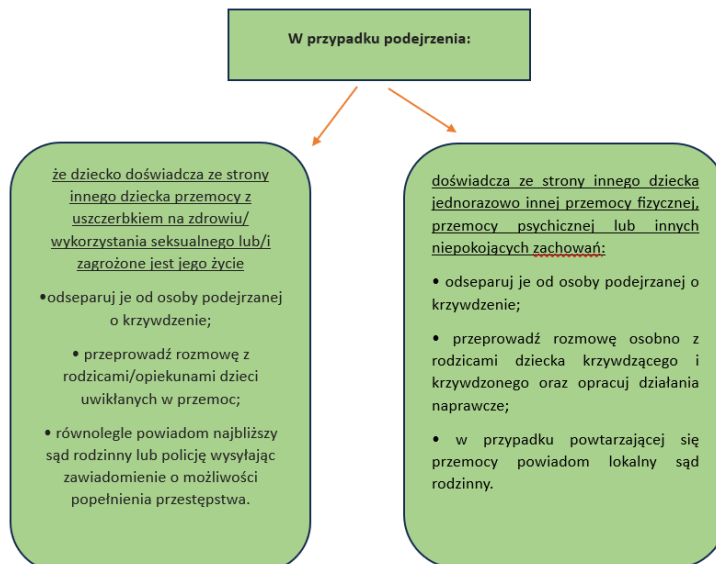 W przypadku podejrzenia:
że dziecko doświadcza ze strony
innego dziecka przemocy z
uszczerbkiem na zdrowiu/
wykorzystania seksualnego lub/i
zagrożone jest jego życie
•odseparuj je od osoby podejrzanej
o krzywdzenie;
• przeprowadź rozmowę z
rodzicami/opiekunami dzieci
uwikłanych w przemoc;
• równolegle powiadom najbliższy
sąd rodzinny lub policję wysyłając
zawiadomienie o możliwości
popełnienia przestępstwa.
doświadcza ze strony innego dziecka
jednorazowo innej przemocy fizycznej,
przemocy psychicznej lub innych
niepokojących zachowań:
• odseparuj je od osoby podejrzanej o
krzywdzenie;
• przeprowadź rozmowę osobno z
rodzicami dziecka krzywdzącego i
krzywdzonego oraz opracuj działania
naprawcze;
• w przypadku powtarzającej się
przemocy powiadom lokalny sąd
rodzinny.